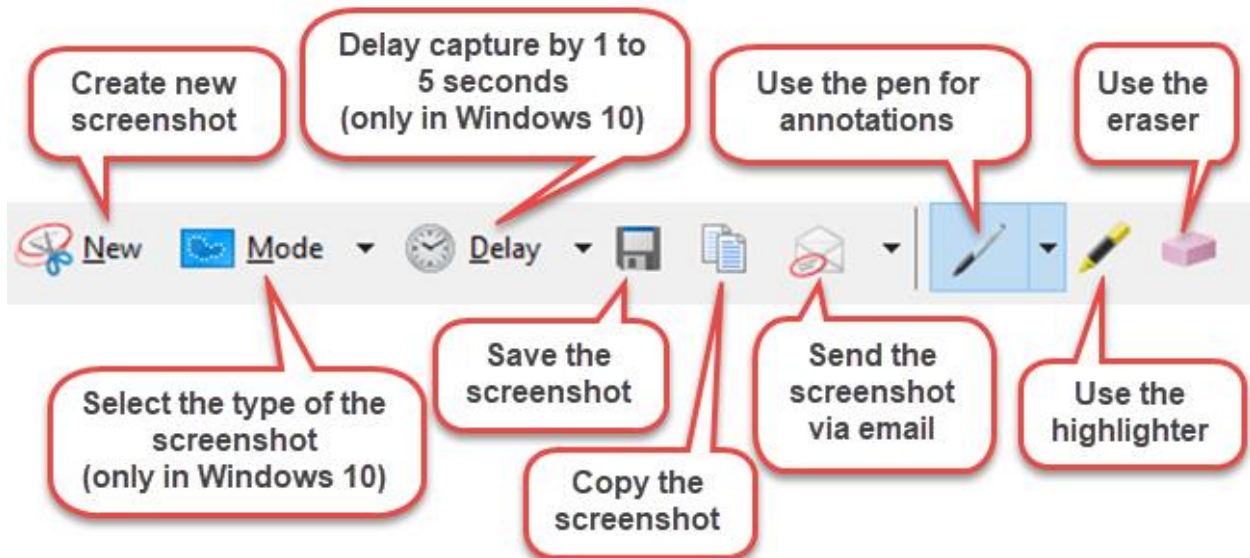 Create new
screenshot
Delay capture by 1 to
5 seconds
(only in Windows 10)
Use the pen for
annotations
Use the
eraser
New
Mode
Delay
Select the type of the
screenshot
(only in Windows 10)
Save the
screenshot
Copy the
screenshot
Send the
screenshot
via email
Use the
highlighter